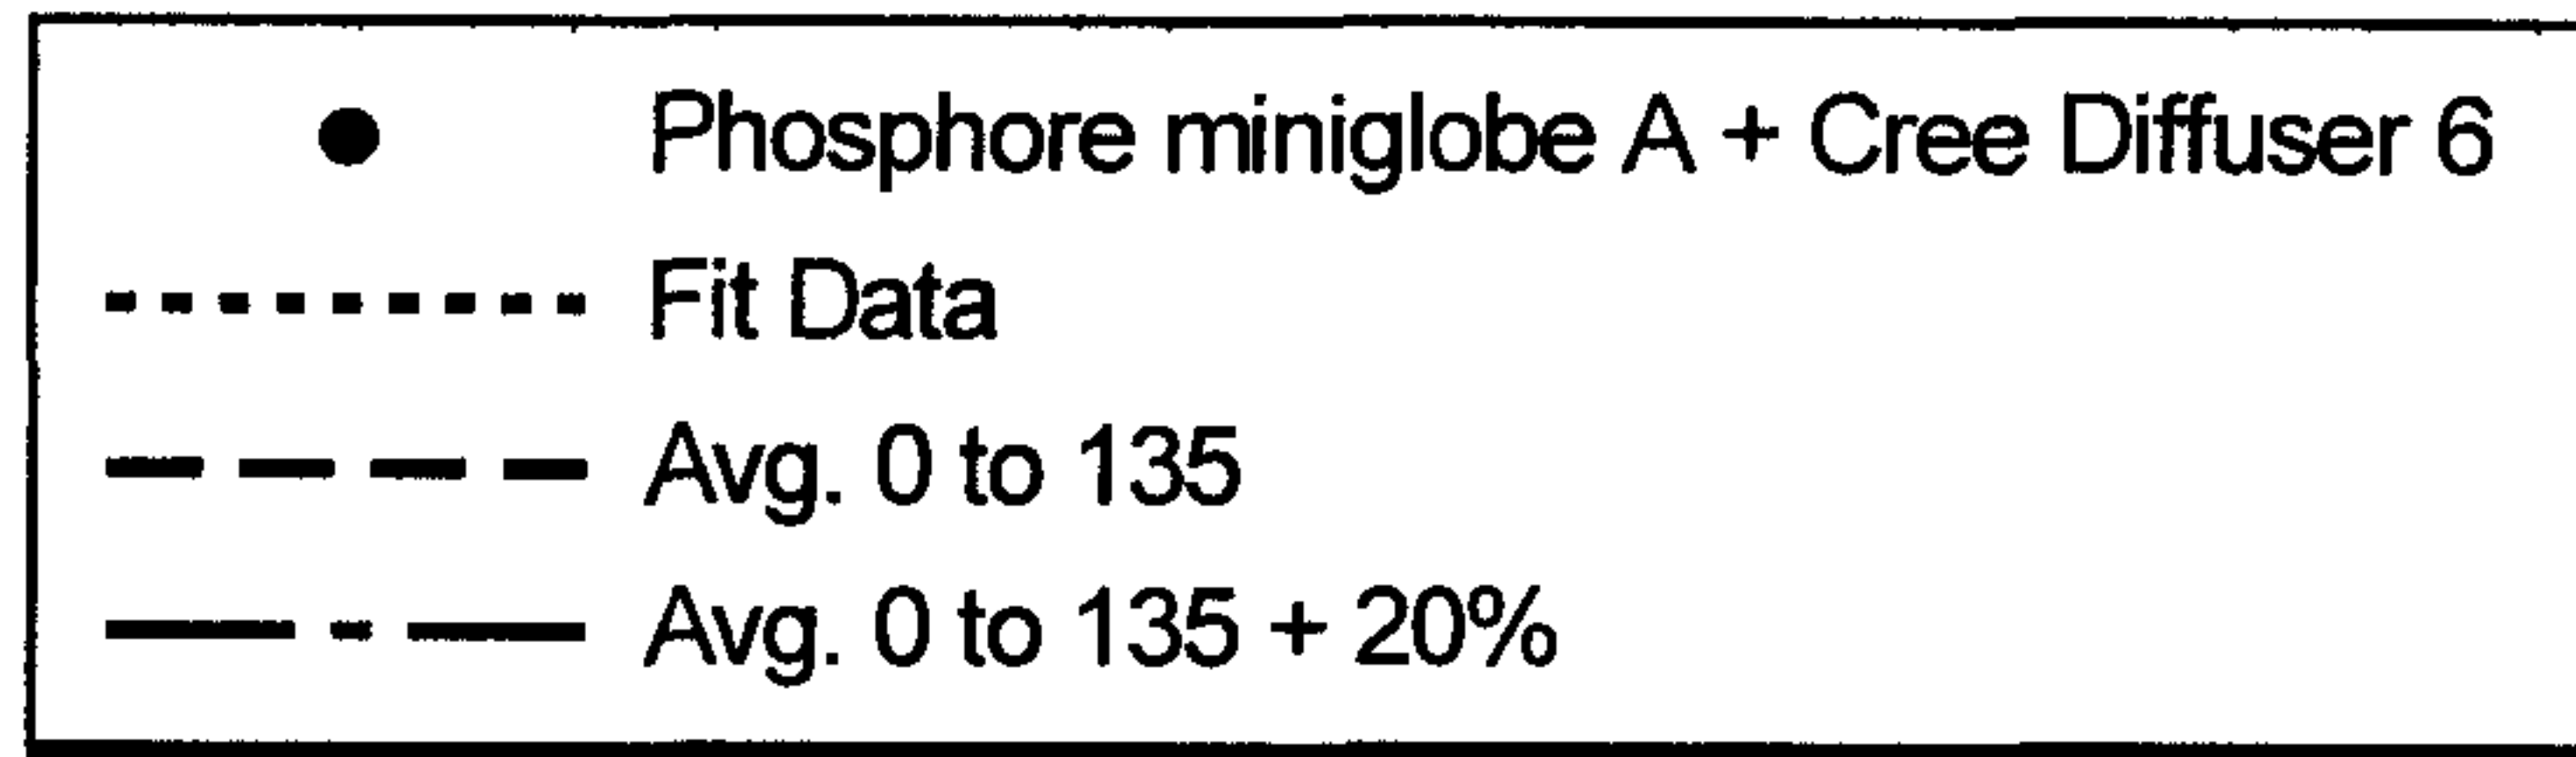 Phosphore miniglobe A + Cree Diffuser 6
Fit Data
Avg. 0 to 135
Avg. 0 to 135 + 20%